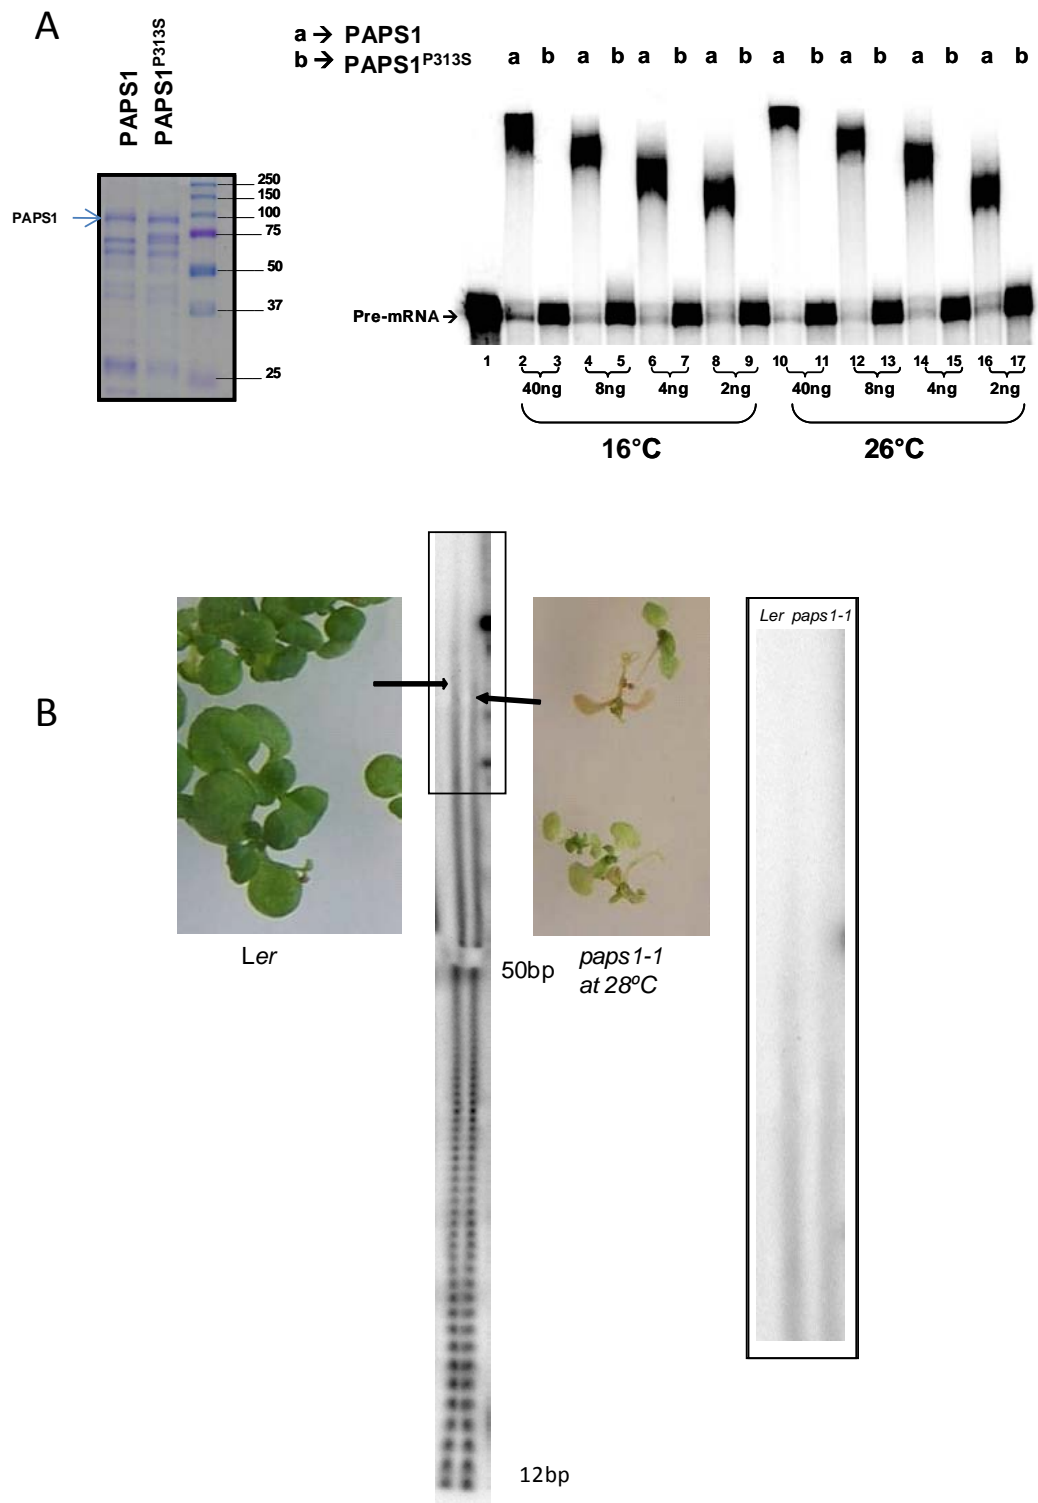 A
PAPS1
PAPS1P313S
a → PAPS1
b → PAPS1P313S
a b a b a b a b a b a b a b a b
250
150
100
75
50
37
25
PAPS1
Pre-mRNA →
1 2 3 4 5 6 7 8 9 10 11 12 13 14 15 16 17
40ng 8ng 4ng 2ng 40ng 8ng 4ng 2ng
16°C 26°C
B
Ler paps1-1
Ler
50bp
paps1-1
at 28ºC
12bp